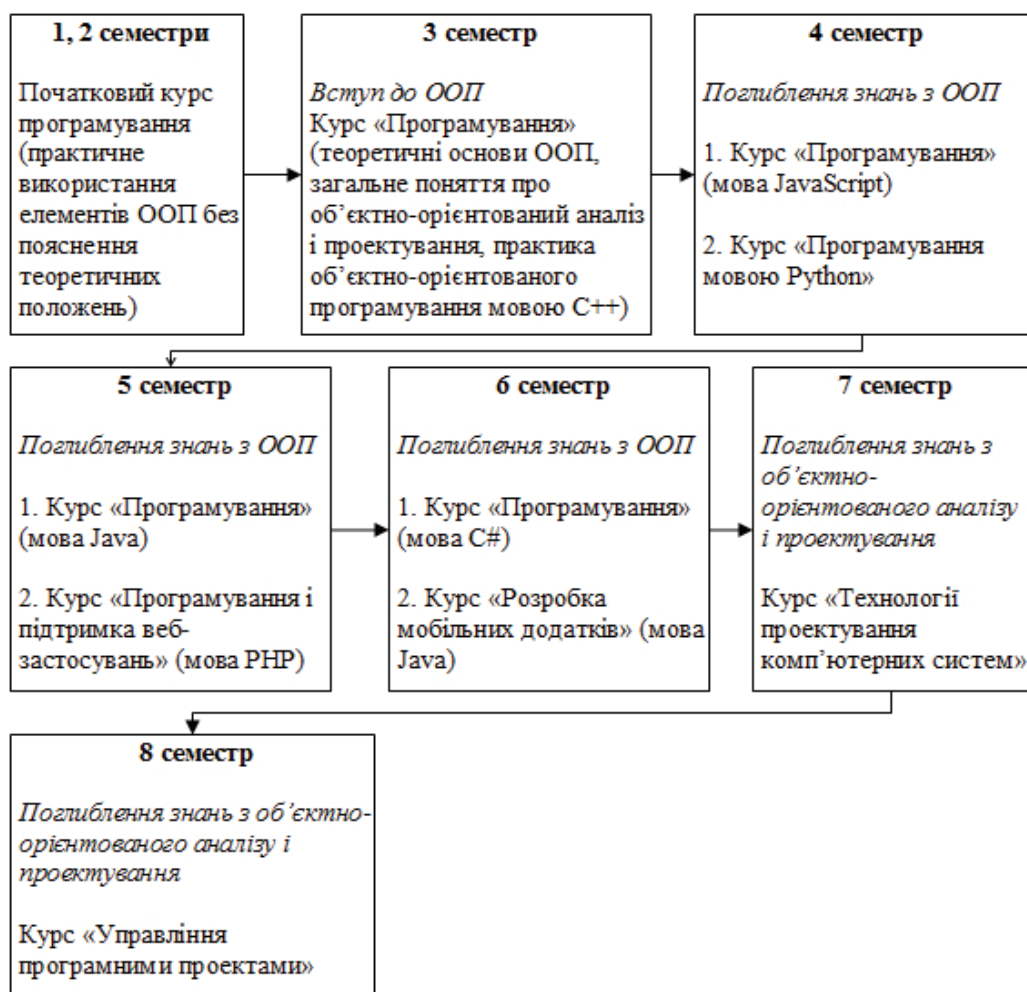 1, 2 семестри
Початковий курс
програмування
(практичне
використання
елементів ООП без
пояснення
теоретичних
положень)
3 семестр
Вступ до ООП
Курс «Програмування»
(теоретичні основи ООП,
загальне поняття про
об’єктно-орієнтований аналіз
і проектування, практика
об’єктно-орієнтованого
програмування мовою C++)
4 семестр
Поглиблення знань з ООП
1. Курс «Програмування»
(мова JavaScript)
2. Курс «Програмування
мовою Python»
5 семестр
Поглиблення знань з ООП
1. Курс «Програмування»
(мова Java)
2. Курс «Програмування і
підтримка веб-
застосувань» (мова PHP)
6 семестр
Поглиблення знань з ООП
1. Курс «Програмування»
(мова C#)
2. Курс «Розробка
мобільних додатків» (мова
Java)
7 семестр
Поглиблення знань з
об’єктно-
орієнтованого аналізу
і проектування
Курс «Технології
проектування
комп’ютерних систем»
8 семестр
Поглиблення знань з об’єктно-
орієнтованого аналізу і
проектування
Курс «Управління
програмними проектами»